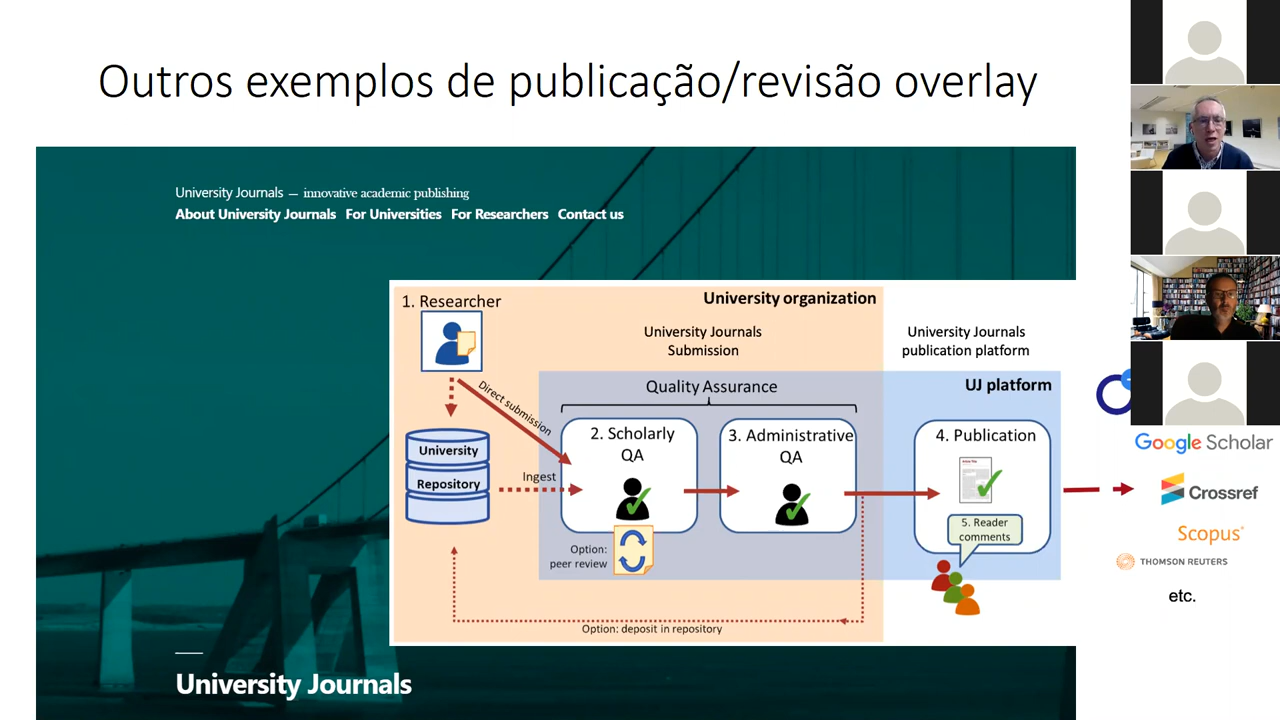 Outros exemplos de publicação/revisão overlay
University Journals – innovative academic publishing
About University Journals For Universities For Researchers Contact us
1. Researcher
University organization
University Journals
Submission
University Journals
publication platform
Direct submission
Quality Assurance
UJ platform
University
Repository
Ingest
2. Scholarly
QA
3. Administrative
QA
4. Publication
5. Reader
comments
Option:
peer review
Option: deposit in repository
Google Scholar
Crossref
Scopus
THOMSON REUTERS
etc.
University Journals